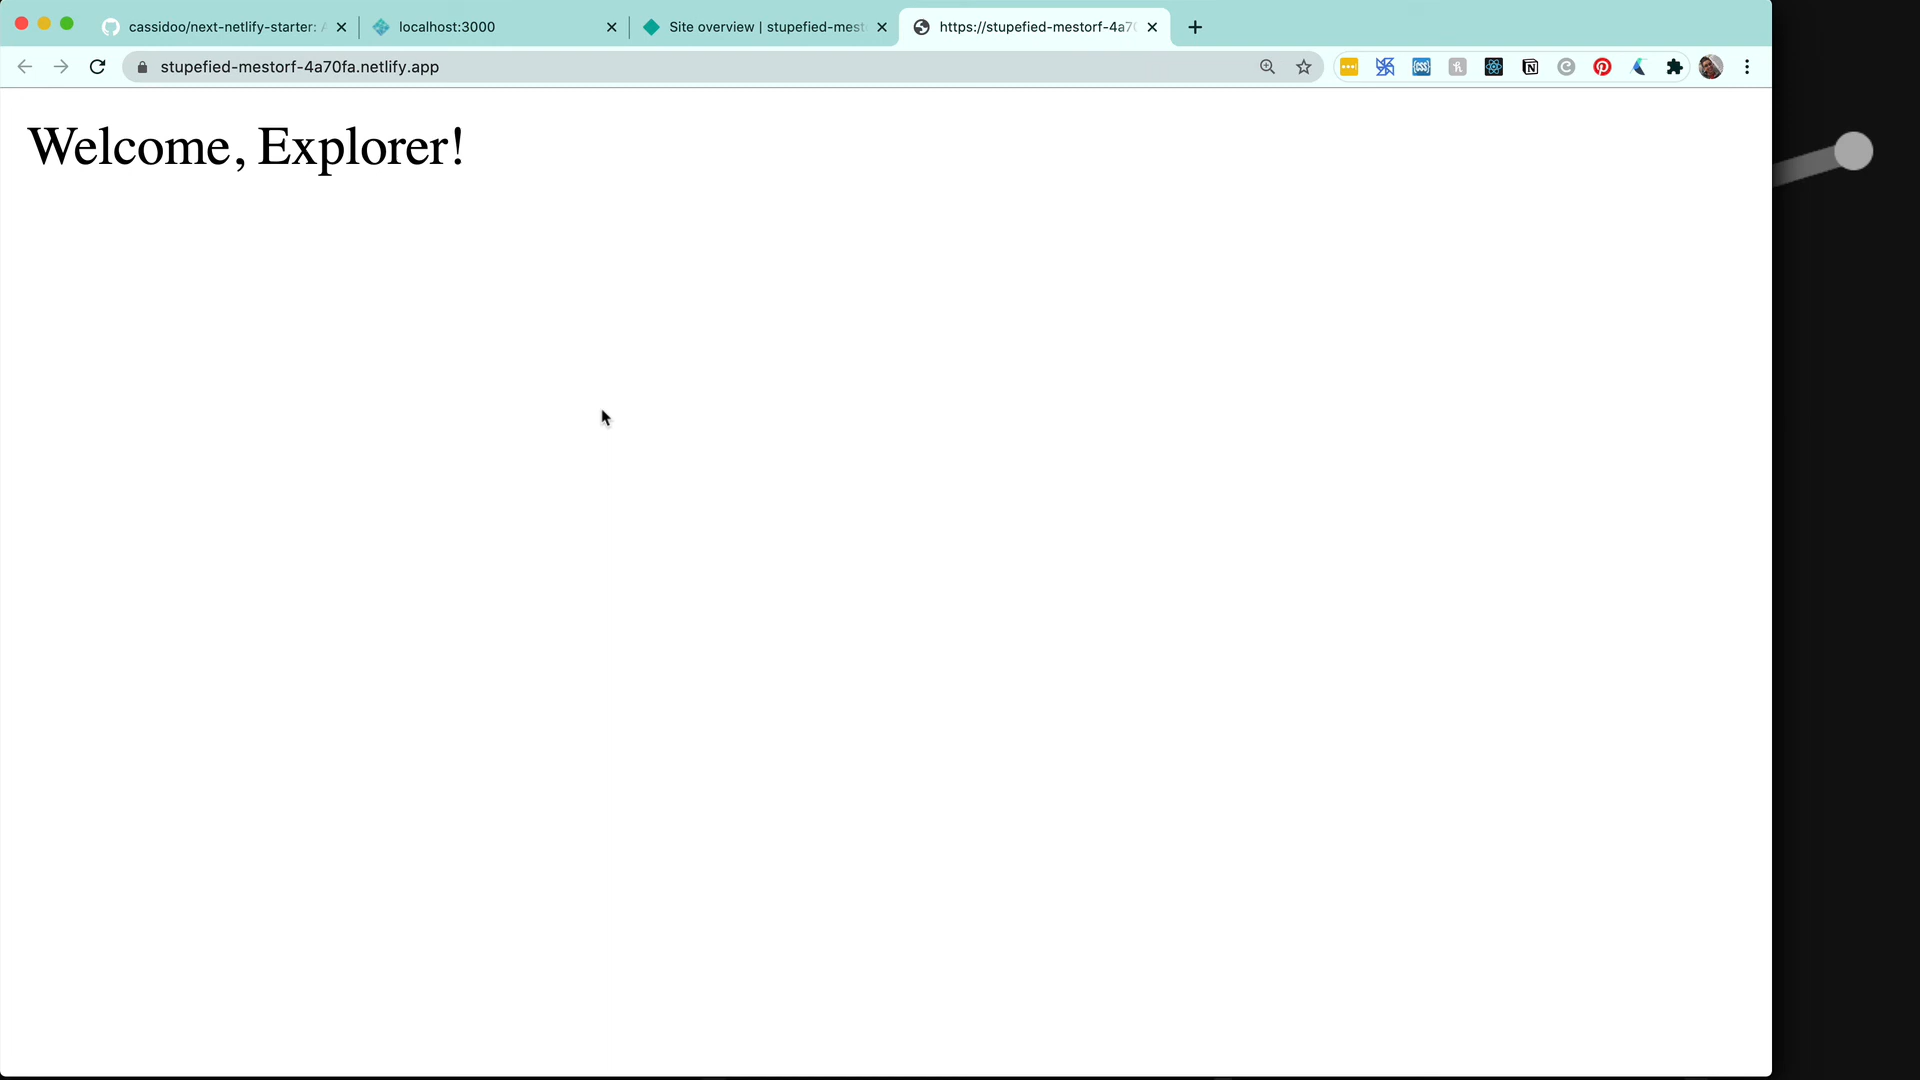 cassidoo/next-netlify-starter:
localhost:3000
Site overview | stupefied-mest
https://stupefied-mestorf-4a70
stupefied-mestorf-4a70fa.netlify.app
Welcome, Explorer!